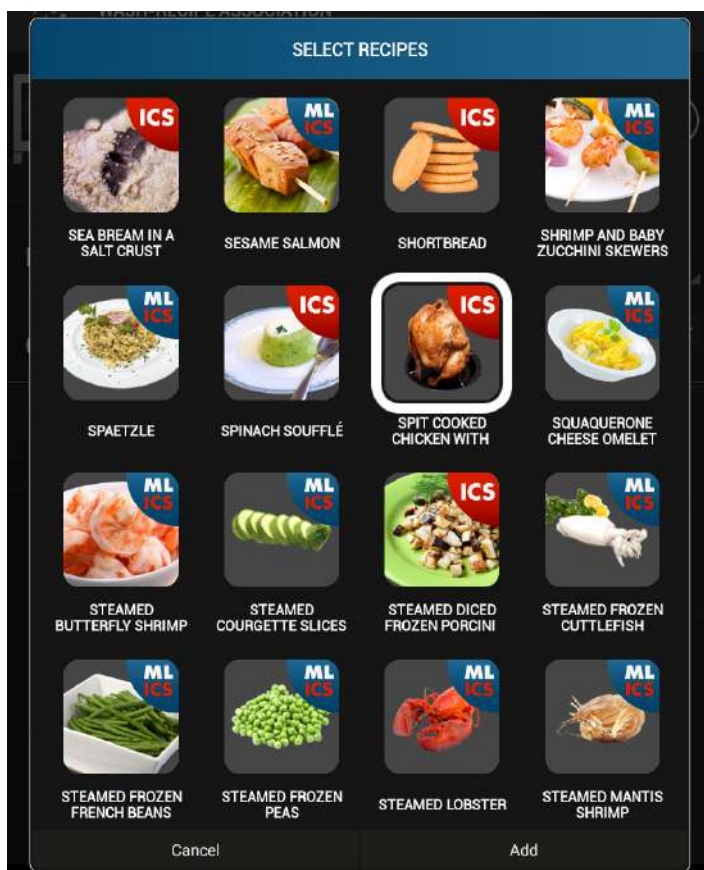 WASH-RECIPE ASSOCIATION
SELECT RECIPES
ICS
ML
ICS
ICS
ML
ICS
SEA BREAM IN A
SALT CRUST
SESAME SALMON
SHORTBREAD
SHRIMP AND BABY
ZUCCHINI SKEWERS
ML
ICS
ICS
ICS
ML
ICS
SPAETZLE
SPINACH SOUFFLÉ
SPIT COOKED
CHICKEN WITH
SQUAQUERONE
CHEESE OMELET
ML
ICS
ML
ICS
ICS
ML
ICS
STEAMED
BUTTERFLY SHRIMP
STEAMED
COURGETTE SLICES
STEAMED DICED
FROZEN PORCINI
STEAMED FROZEN
CUTTLEFISH
ML
ICS
ML
ICS
ML
ICS
ML
ICS
STEAMED FROZEN
FRENCH BEANS
STEAMED FROZEN
PEAS
STEAMED LOBSTER
STEAMED MANTIS
SHRIMP
Cancel
Add